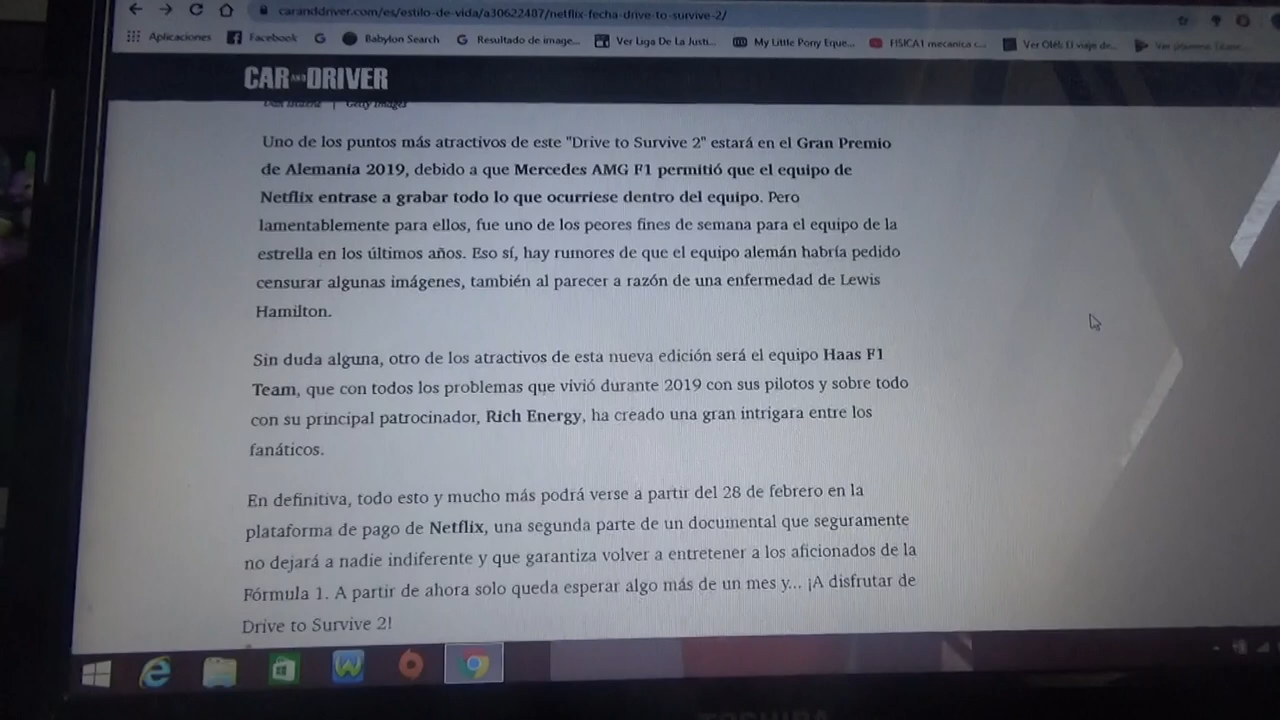 caranddriver.com/es/estilo-de-vida/a30622487/netflix-fecha-drive-to-survive-2/
Aplicaciones Facebook Babylon Search Resultado de image... Ver Liga De La Justi... My Little Pony Eque... FISICA I mecanica c...
CAR AND DRIVER
Getty Images
Uno de los puntos más atractivos de este "Drive to Survive 2" estará en el Gran Premio
de Alemania 2019, debido a que Mercedes AMG F1 permitió que el equipo de
Netflix entrase a grabar todo lo que ocurriese dentro del equipo. Pero
lamentablemente para ellos, fue uno de los peores fines de semana para el equipo de la
estrella en los últimos años. Eso sí, hay rumores de que el equipo alemán habría pedido
censurar algunas imágenes, también al parecer a razón de una enfermedad de Lewis
Hamilton.
Sin duda alguna, otro de los atractivos de esta nueva edición será el equipo Haas F1
Team, que con todos los problemas que vivió durante 2019 con sus pilotos y sobre todo
con su principal patrocinador, Rich Energy, ha creado una gran intrigara entre los
fanáticos.
En definitiva, todo esto y mucho más podrá verse a partir del 28 de febrero en la
plataforma de pago de Netflix, una segunda parte de un documental que seguramente
no dejará a nadie indiferente y que garantiza volver a entretener a los aficionados de la
Fórmula 1. A partir de ahora solo queda esperar algo más de un mes y... ¡A disfrutar de
Drive to Survive 2!